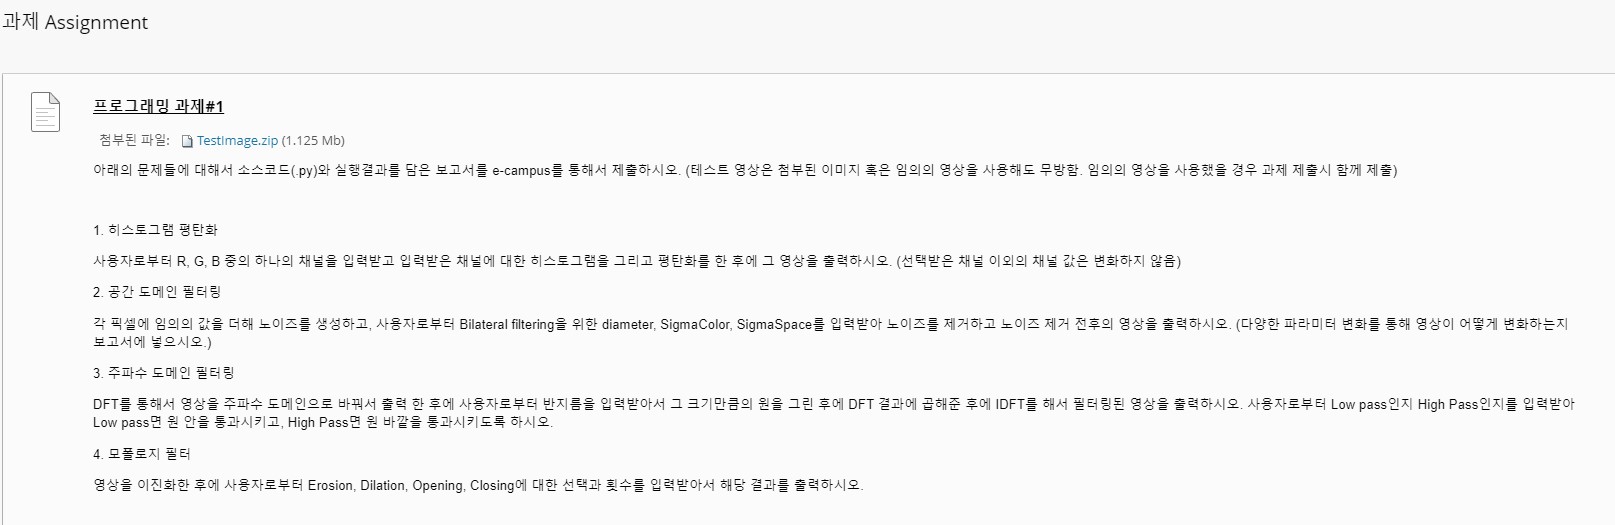 과제 Assignment
프로그래밍 과제#1
첨부된 파일: TestImage.zip (1.125 Mb)
아래의 문제들에 대해서 소스코드(.py)와 실행결과를 담은 보고서를 e-campus를 통해서 제출하시오. (테스트 영상은 첨부된 이미지 혹은 임의의 영상을 사용해도 무방함. 임의의 영상을 사용했을 경우 과제 제출시 함께 제출)
1. 히스토그램 평탄화
사용자로부터 R, G, B 중의 하나의 채널을 입력받고 입력받은 채널에 대한 히스토그램을 그리고 평탄화를 한 후에 그 영상을 출력하시오. (선택받은 채널 이외의 채널 값은 변화하지 않음)
2. 공간 도메인 필터링
각 픽셀에 임의의 값을 더해 노이즈를 생성하고, 사용자로부터 Bilateral filtering을 위한 diameter, SigmaColor, SigmaSpace를 입력받아 노이즈를 제거하고 노이즈 제거 전후의 영상을 출력하시오. (다양한 파라미터 변화를 통해 영상이 어떻게 변화하는지
보고서에 넣으시오.)
3. 주파수 도메인 필터링
DFT를 통해서 영상을 주파수 도메인으로 바꿔서 출력 한 후에 사용자로부터 반지름을 입력받아서 그 크기만큼의 원을 그린 후에 DFT 결과에 곱해준 후에 IDFT를 해서 필터링된 영상을 출력하시오. 사용자로부터 Low pass인지 High Pass인지를 입력받아
Low pass면 원 안을 통과시키고, High Pass면 원 바깥을 통과시키도록 하시오.
4. 모폴로지 필터
영상을 이진화한 후에 사용자로부터 Erosion, Dilation, Opening, Closing에 대한 선택과 횟수를 입력받아서 해당 결과를 출력하시오.